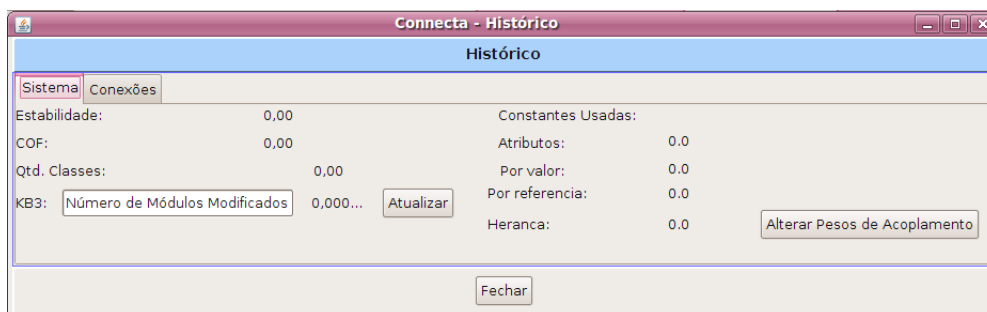 Connecta - Histórico
Histórico
Sistema Conexões
Estabilidade: 0,00 Constantes Usadas:
COF: 0,00 Atributos: 0.0
Qtd. Classes: 0,00 Por valor: 0.0
KB3: Número de Módulos Modificados 0,000... Atualizar Por referencia: 0.0
Heranca: 0.0 Alterar Pesos de Acoplamento
Fechar